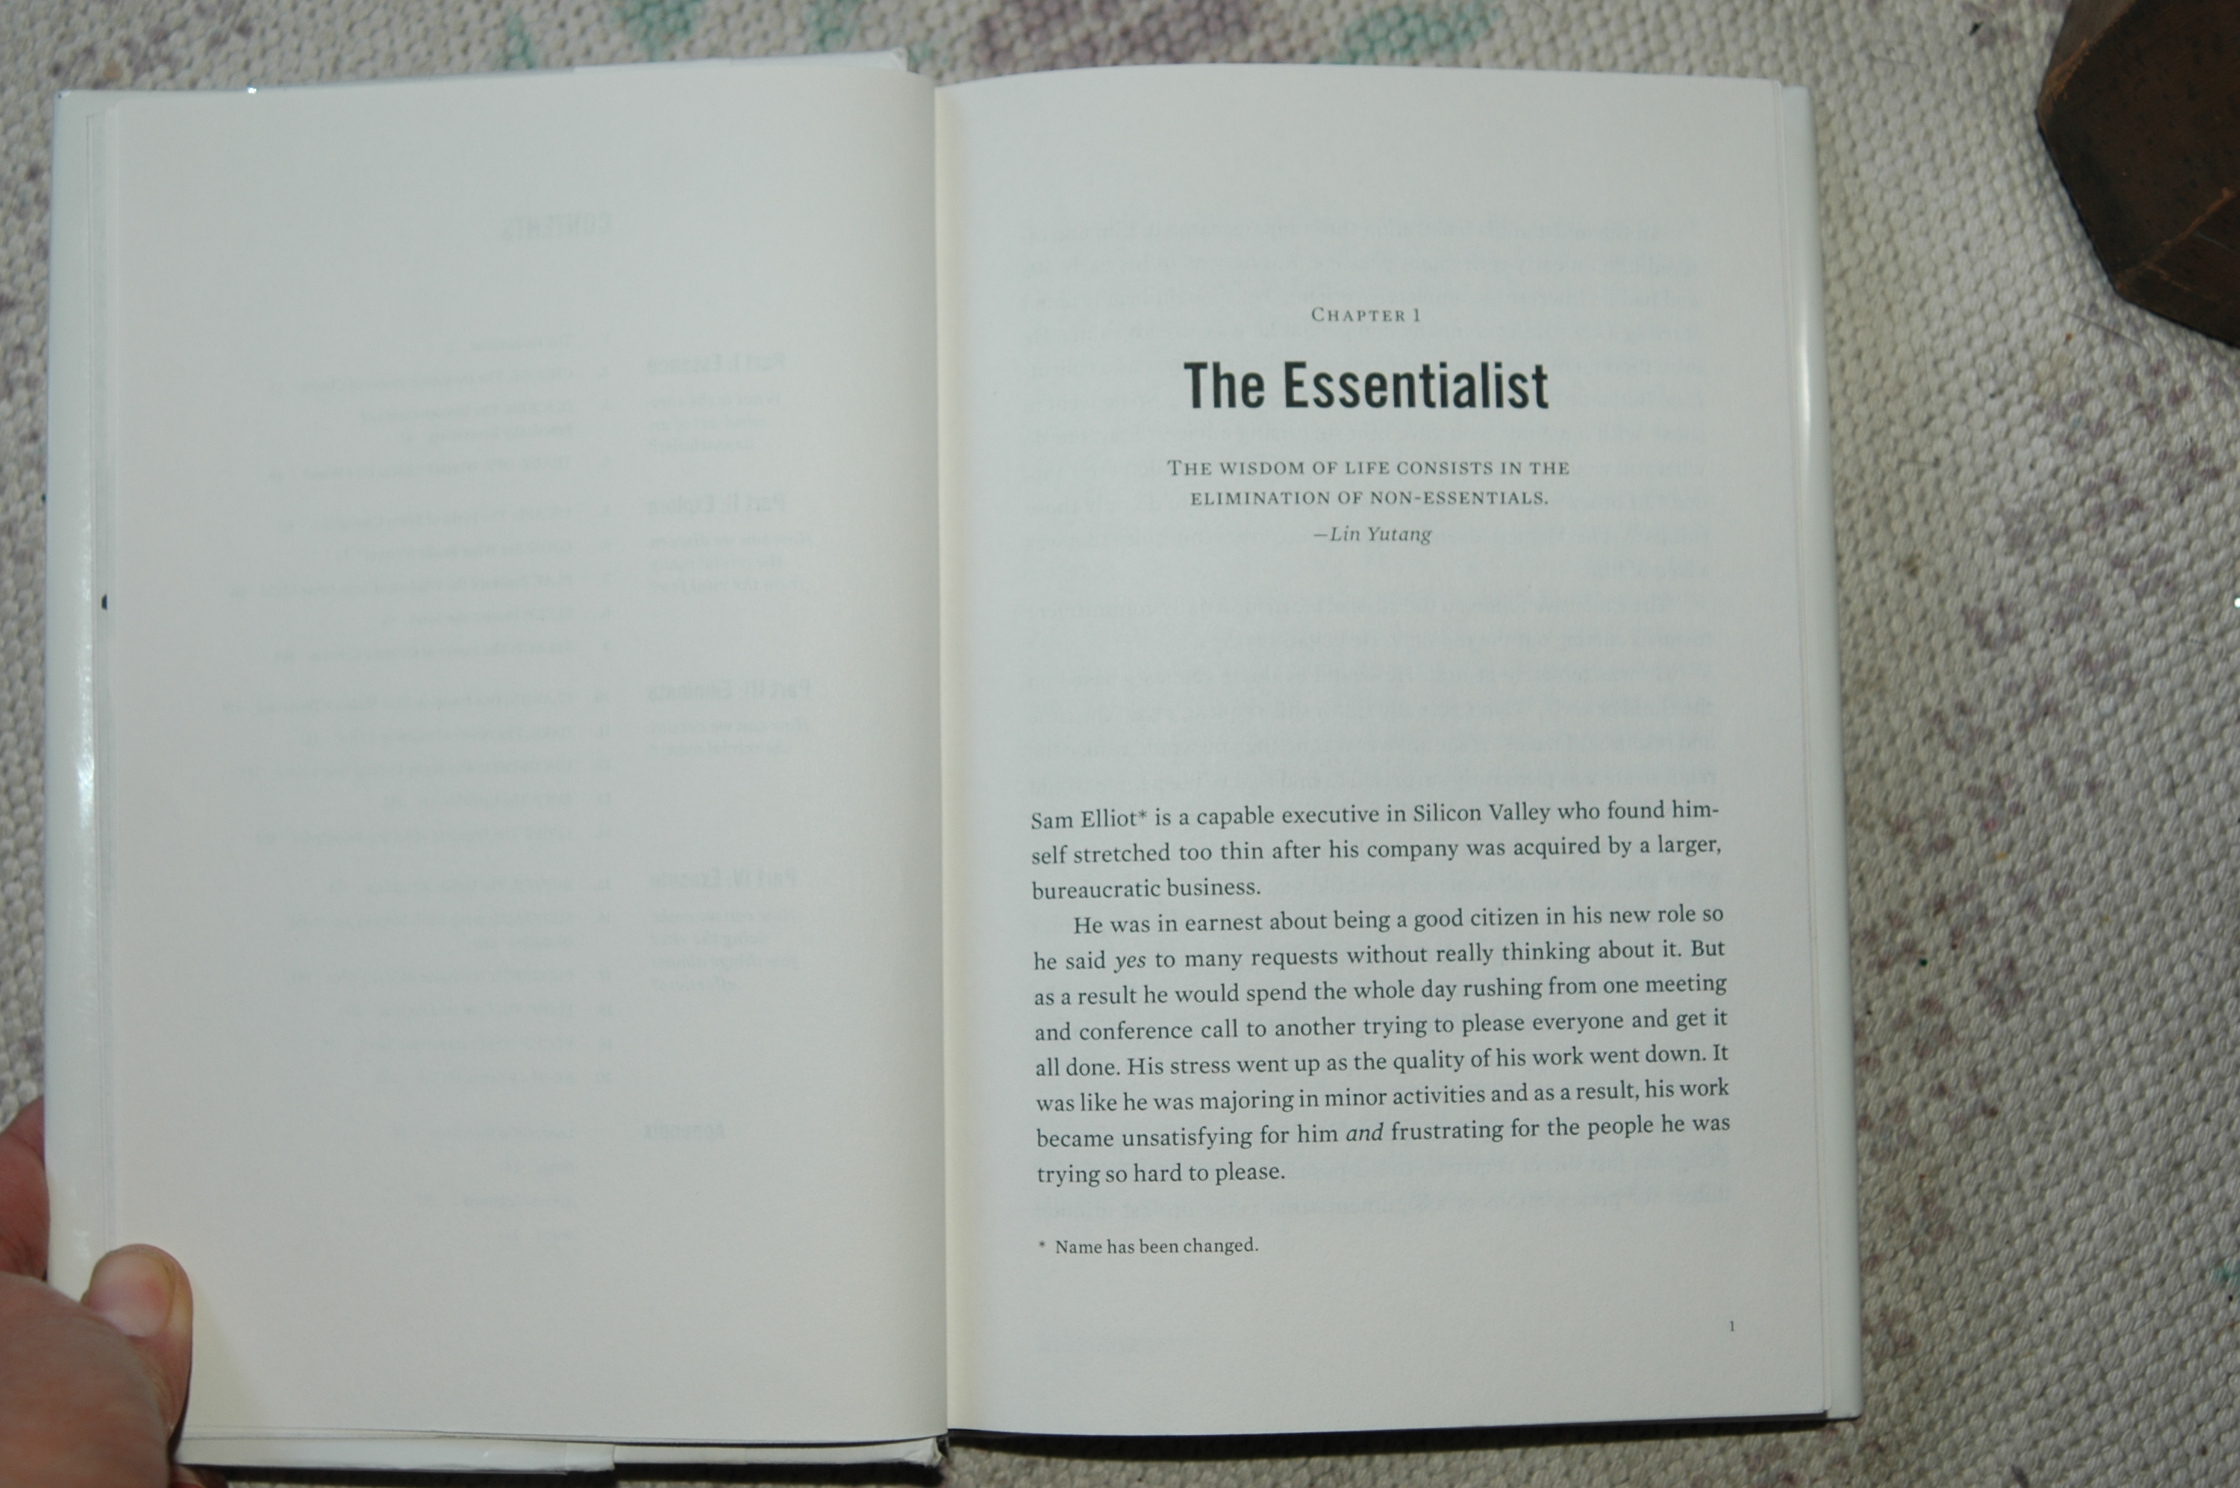 CHAPTER 1
The Essentialist
THE WISDOM OF LIFE CONSISTS IN THE
ELIMINATION OF NON-ESSENTIALS.
—Lin Yutang
Sam Elliot* is a capable executive in Silicon Valley who found him-
self stretched too thin after his company was acquired by a larger,
bureaucratic business.
He was in earnest about being a good citizen in his new role so
he said yes to many requests without really thinking about it. But
as a result he would spend the whole day rushing from one meeting
and conference call to another trying to please everyone and get it
all done. His stress went up as the quality of his work went down. It
was like he was majoring in minor activities and as a result, his work
became unsatisfying for him and frustrating for the people he was
trying so hard to please.
* Name has been changed.
1